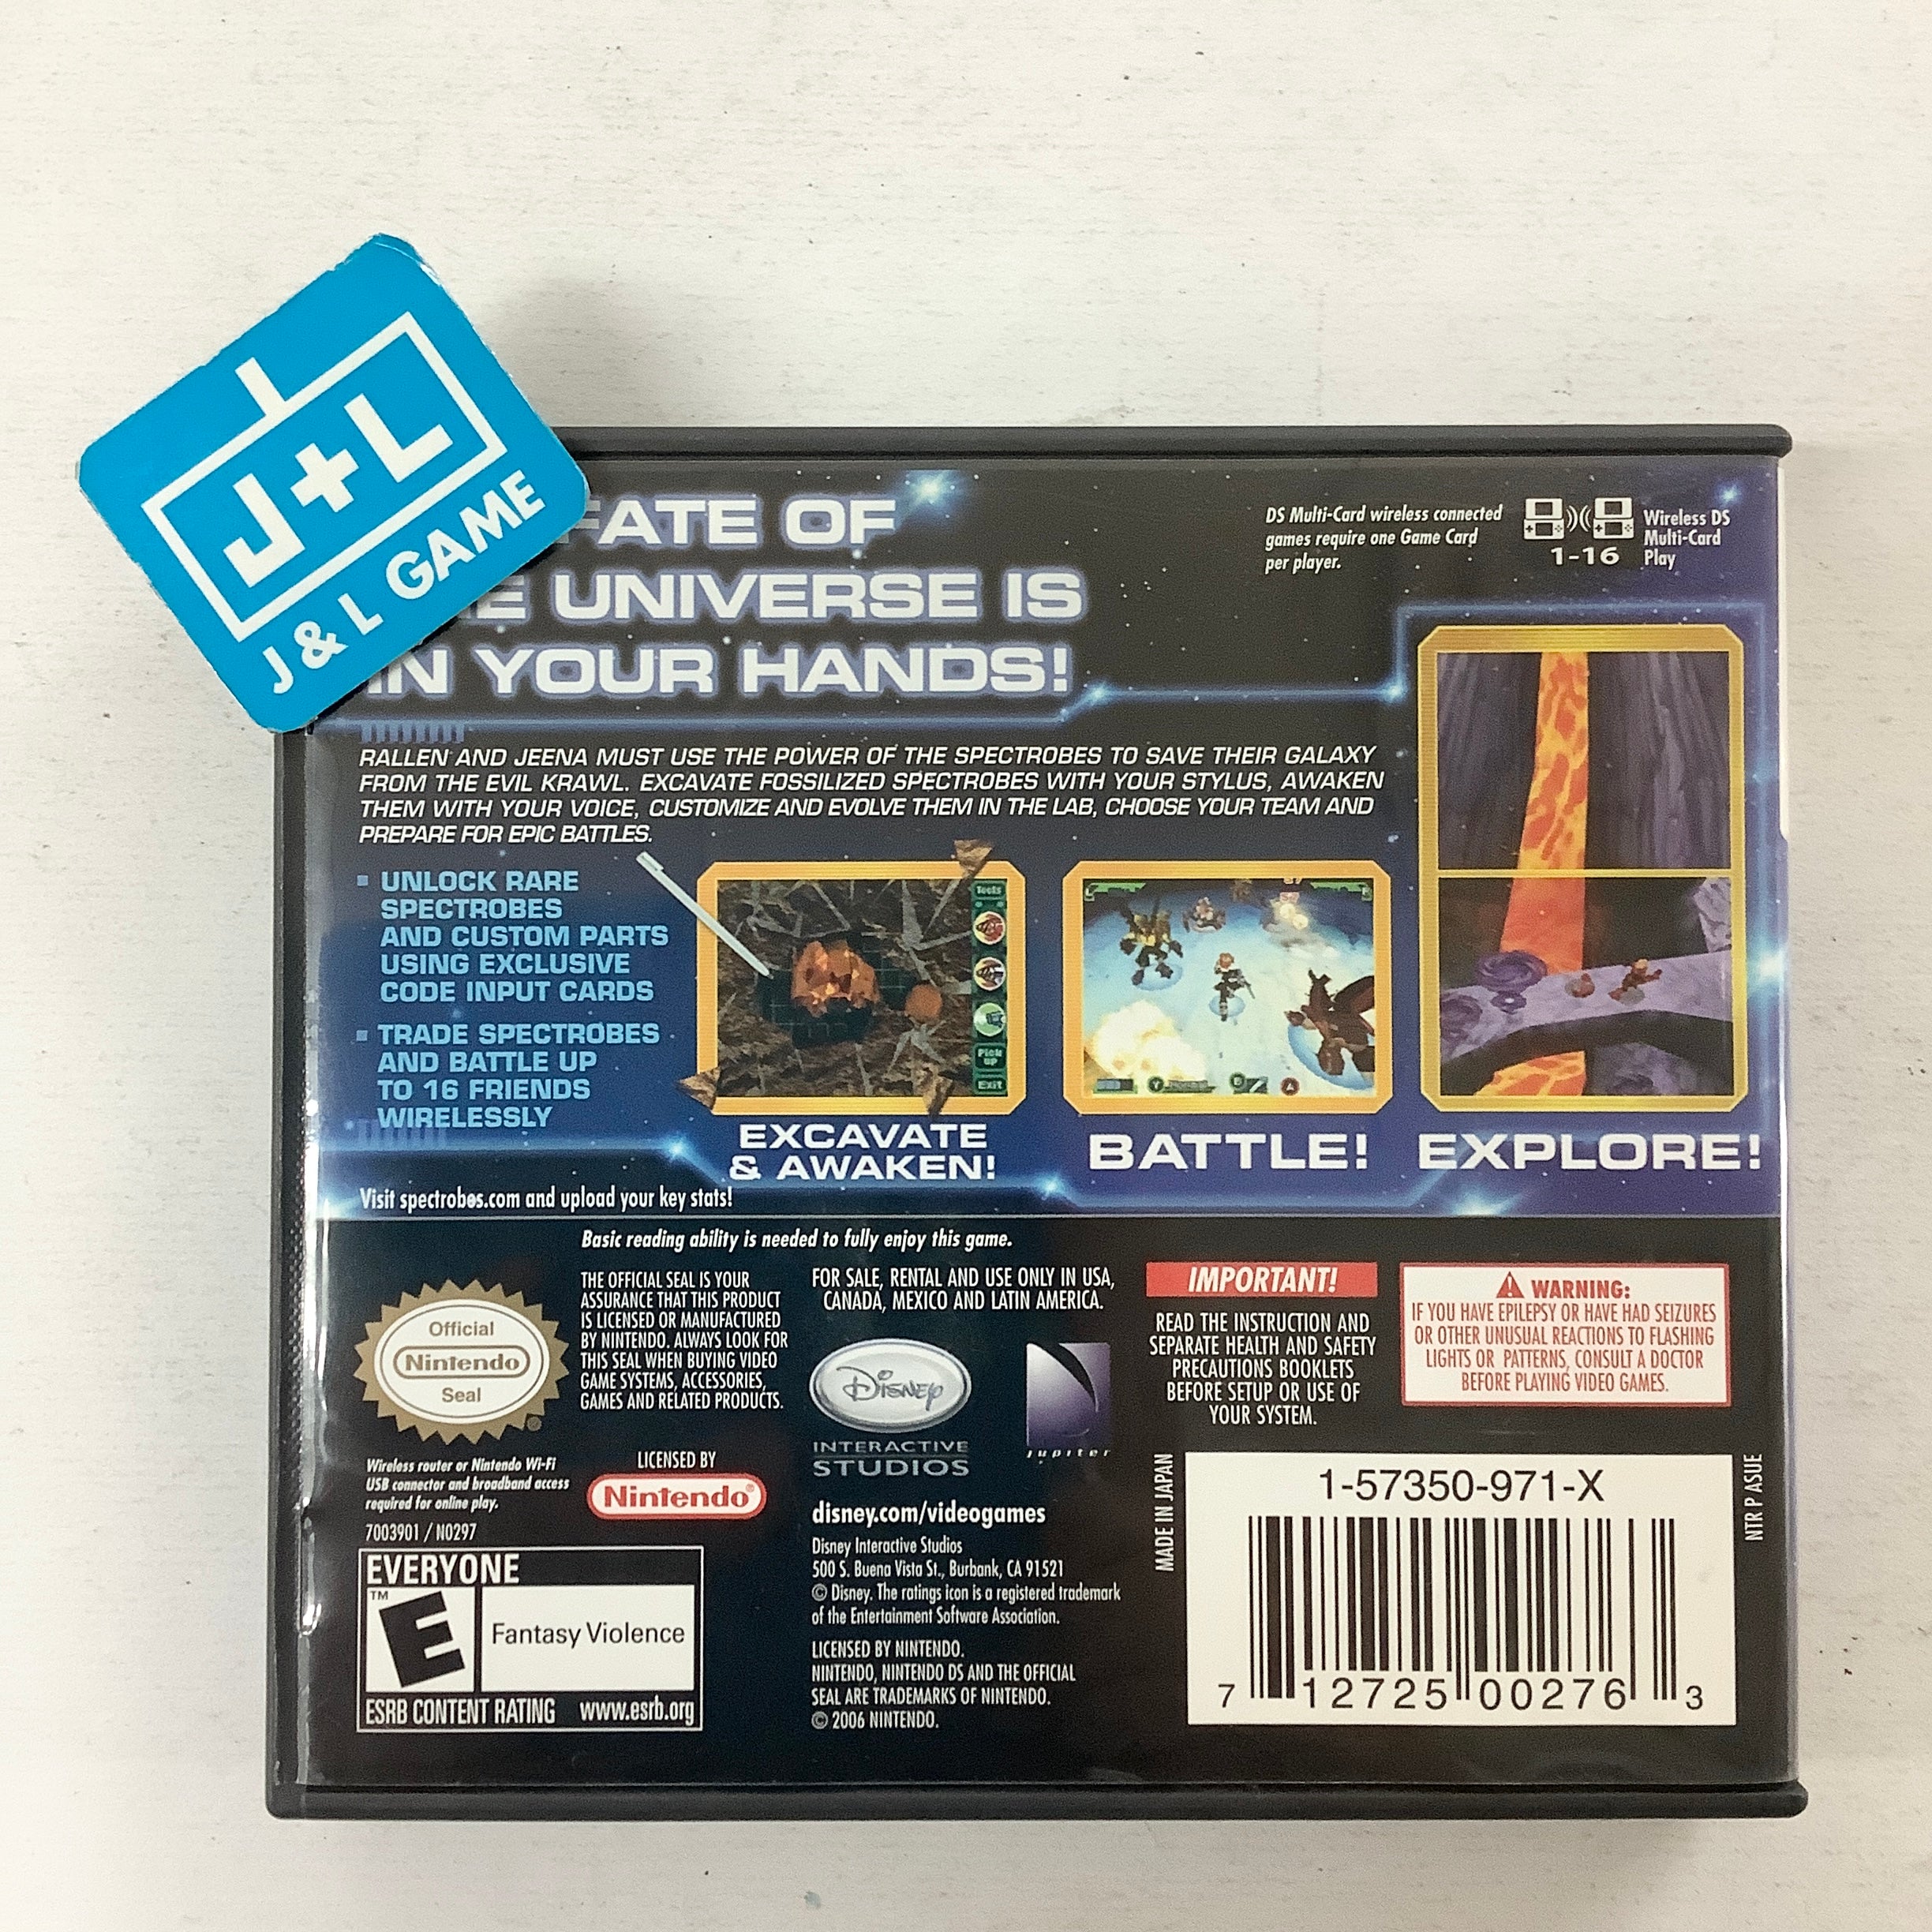 J+L
J & L GAME
FATE OF
E UNIVERSE IS
IN YOUR HANDS!
DS Multi-Card wireless connected
games require one Game Card
per player.
1-16
Wireless DS
Multi-Card
Play
RALLEN AND JEENA MUST USE THE POWER OF THE SPECTROBES TO SAVE THEIR GALAXY
FROM THE EVIL KRAWL. EXCAVATE FOSSILIZED SPECTROBES WITH YOUR STYLUS, AWAKEN
THEM WITH YOUR VOICE, CUSTOMIZE AND EVOLVE THEM IN THE LAB, CHOOSE YOUR TEAM AND
PREPARE FOR EPIC BATTLES.
UNLOCK RARE
SPECTROBES
AND CUSTOM PARTS
USING EXCLUSIVE
CODE INPUT CARDS
TRADE SPECTROBES
AND BATTLE UP
TO 16 FRIENDS
WIRELESSLY
Tools
Pick
up
Exit
EXCAVATE
& AWAKEN!
BATTLE!
EXPLORE!
Visit spectrobes.com and upload your key stats!
Basic reading ability is needed to fully enjoy this game.
Official
Nintendo
Seal
THE OFFICIAL SEAL IS YOUR
ASSURANCE THAT THIS PRODUCT
IS LICENSED OR MANUFACTURED
BY NINTENDO. ALWAYS LOOK FOR
THIS SEAL WHEN BUYING VIDEO
GAME SYSTEMS, ACCESSORIES,
GAMES AND RELATED PRODUCTS.
FOR SALE, RENTAL AND USE ONLY IN USA,
CANADA, MEXICO AND LATIN AMERICA.
IMPORTANT!
READ THE INSTRUCTION AND
SEPARATE HEALTH AND SAFETY
PRECAUTIONS BOOKLETS
BEFORE SETUP OR USE OF
YOUR SYSTEM.
WARNING:
IF YOU HAVE EPILEPSY OR HAVE HAD SEIZURES
OR OTHER UNUSUAL REACTIONS TO FLASHING
LIGHTS OR PATTERNS, CONSULT A DOCTOR
BEFORE PLAYING VIDEO GAMES.
Disney
INTERACTIVE
STUDIOS
Jupiter
Wireless router or Nintendo Wi-Fi
USB connector and broadband access
required for online play.
7003901 / N0297
LICENSED BY
Nintendo®
disney.com/videogames
Disney Interactive Studios
500 S. Buena Vista St., Burbank, CA 91521
© Disney. The ratings icon is a registered trademark
of the Entertainment Software Association.
LICENSED BY NINTENDO.
NINTENDO, NINTENDO DS AND THE OFFICIAL
SEAL ARE TRADEMARKS OF NINTENDO.
© 2006 NINTENDO.
EVERYONE
™
E
Fantasy Violence
ESRB CONTENT RATING www.esrb.org
MADE IN JAPAN
1-57350-971-X
7 12725 00276 3
NTR P ASUE